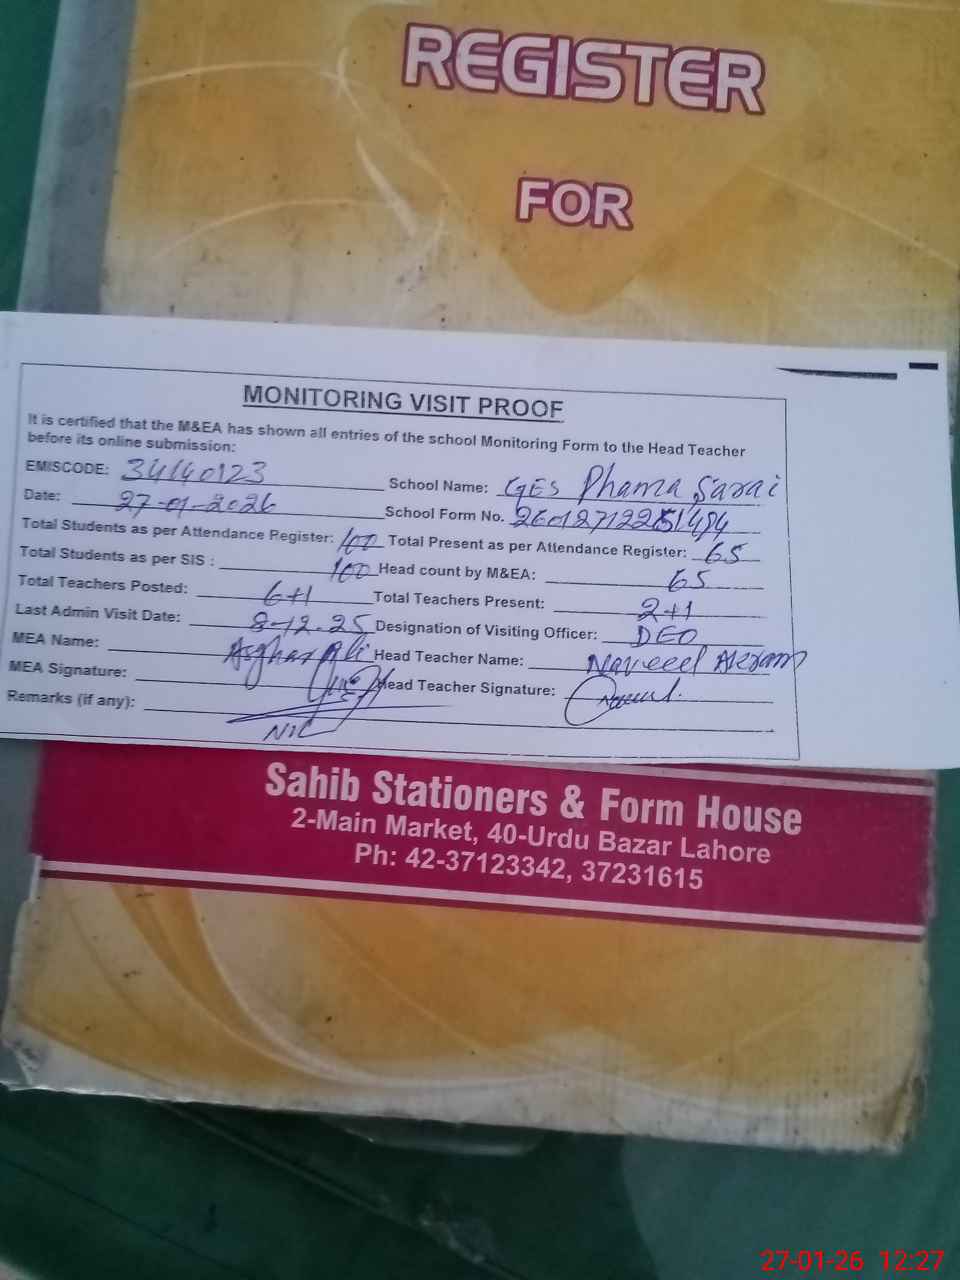 REGISTER
FOR
MONITORING VISIT PROOF
It is certified that the M&EA has shown all entries of the school Monitoring Form to the Head Teacher
before its online submission:
EMISCODE: 34140123 School Name: GES Dhama Sarai
Date: 27-01-2026 School Form No.
Total Students as per Attendance Register: 100 Total Present as per Attendance Register: 65
Total Students as per SIS : 100 Head count by M&EA: 65
Total Teachers Posted: 6+1 Total Teachers Present: 2+1
Last Admin Visit Date: 8-12-25 Designation of Visiting Officer: DEO
MEA Name: Asghar Ali Head Teacher Name: Naveed Akram
MEA Signature: Head Teacher Signature:
Remarks (if any): NIL
Sahib Stationers & Form House
2-Main Market, 40-Urdu Bazar Lahore
Ph: 42-37123342, 37231615
27-01-26 12:27